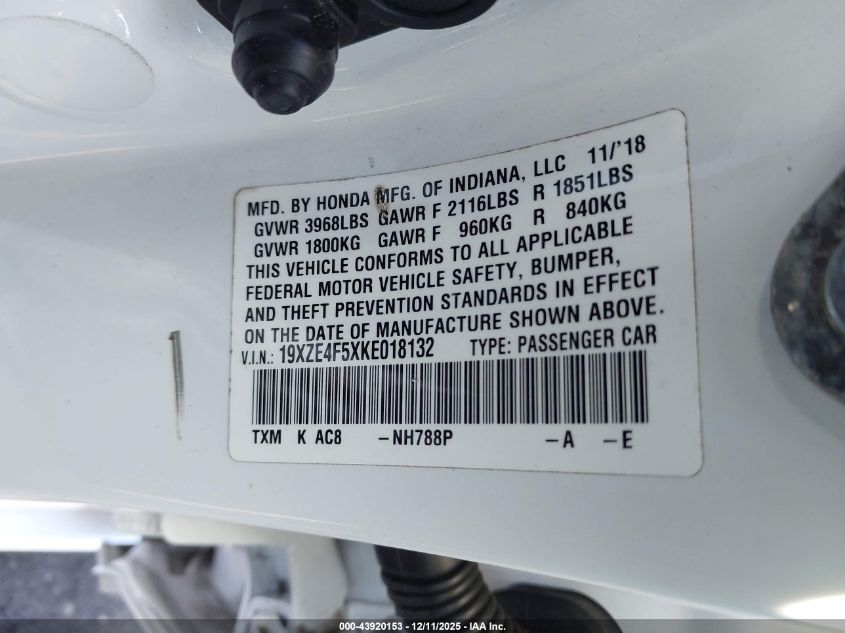 MFD. BY HONDA MFG. OF INDIANA, LLC 11/'18
GVWR 3968LBS GAWR F 2116LBS R 1851LBS
GVWR 1800KG GAWR F 960KG R 840KG
THIS VEHICLE CONFORMS TO ALL APPLICABLE
FEDERAL MOTOR VEHICLE SAFETY, BUMPER,
AND THEFT PREVENTION STANDARDS IN EFFECT
ON THE DATE OF MANUFACTURE SHOWN ABOVE.
V.I.N.: 19XZE4F5XKE018132 TYPE: PASSENGER CAR
TXM K AC8 -NH788P -A -E
000-43920153 - 12/11/2025 - IAA Inc.